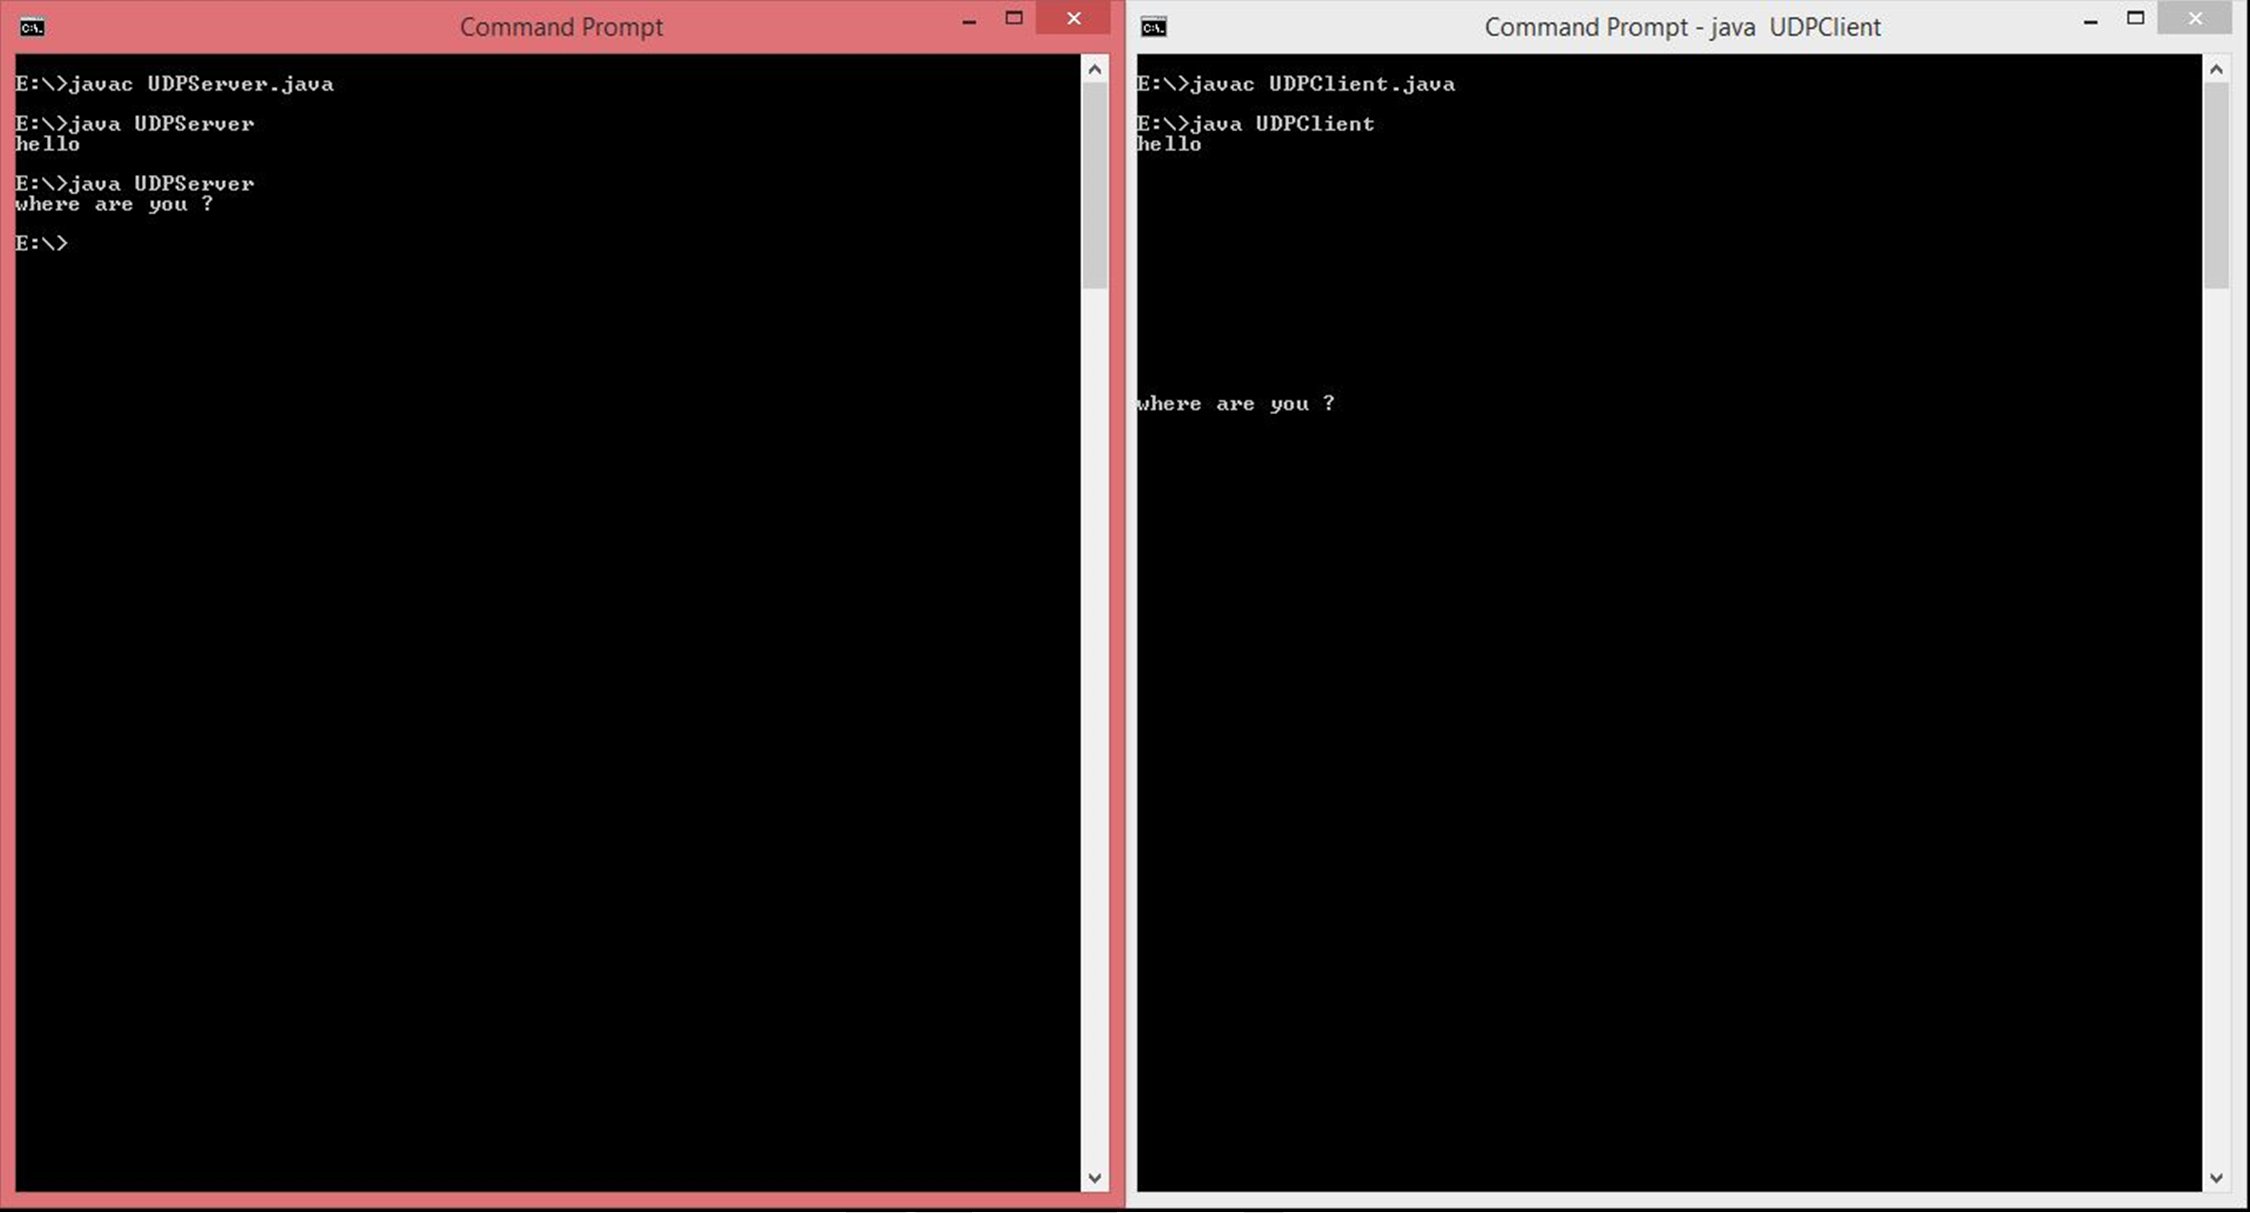 Command Prompt
E:\>javac UDPServer.java
E:\>java UDPServer
hello
E:\>java UDPServer
where are you ?
E:\>
Command Prompt - java  UDPClient
E:\>javac UDPClient.java
E:\>java UDPClient
hello
where are you ?